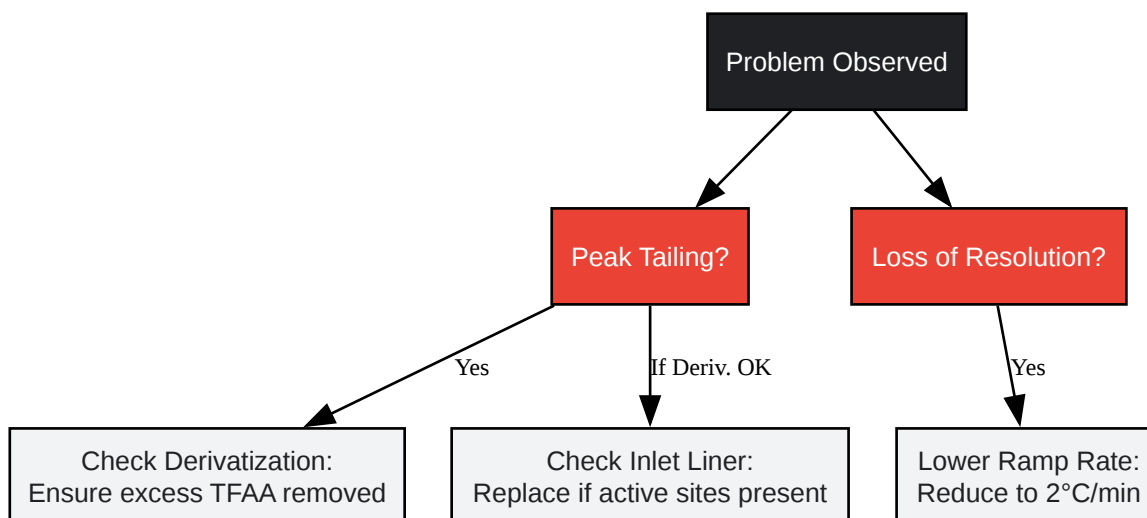 Problem Observed
Peak Tailing?
Loss of Resolution?
Yes
If Deriv. OK
Yes
Check Derivatization:
Ensure excess TFAA removed
Check Inlet Liner:
Replace if active sites present
Lower Ramp Rate:
Reduce to 2°C/min